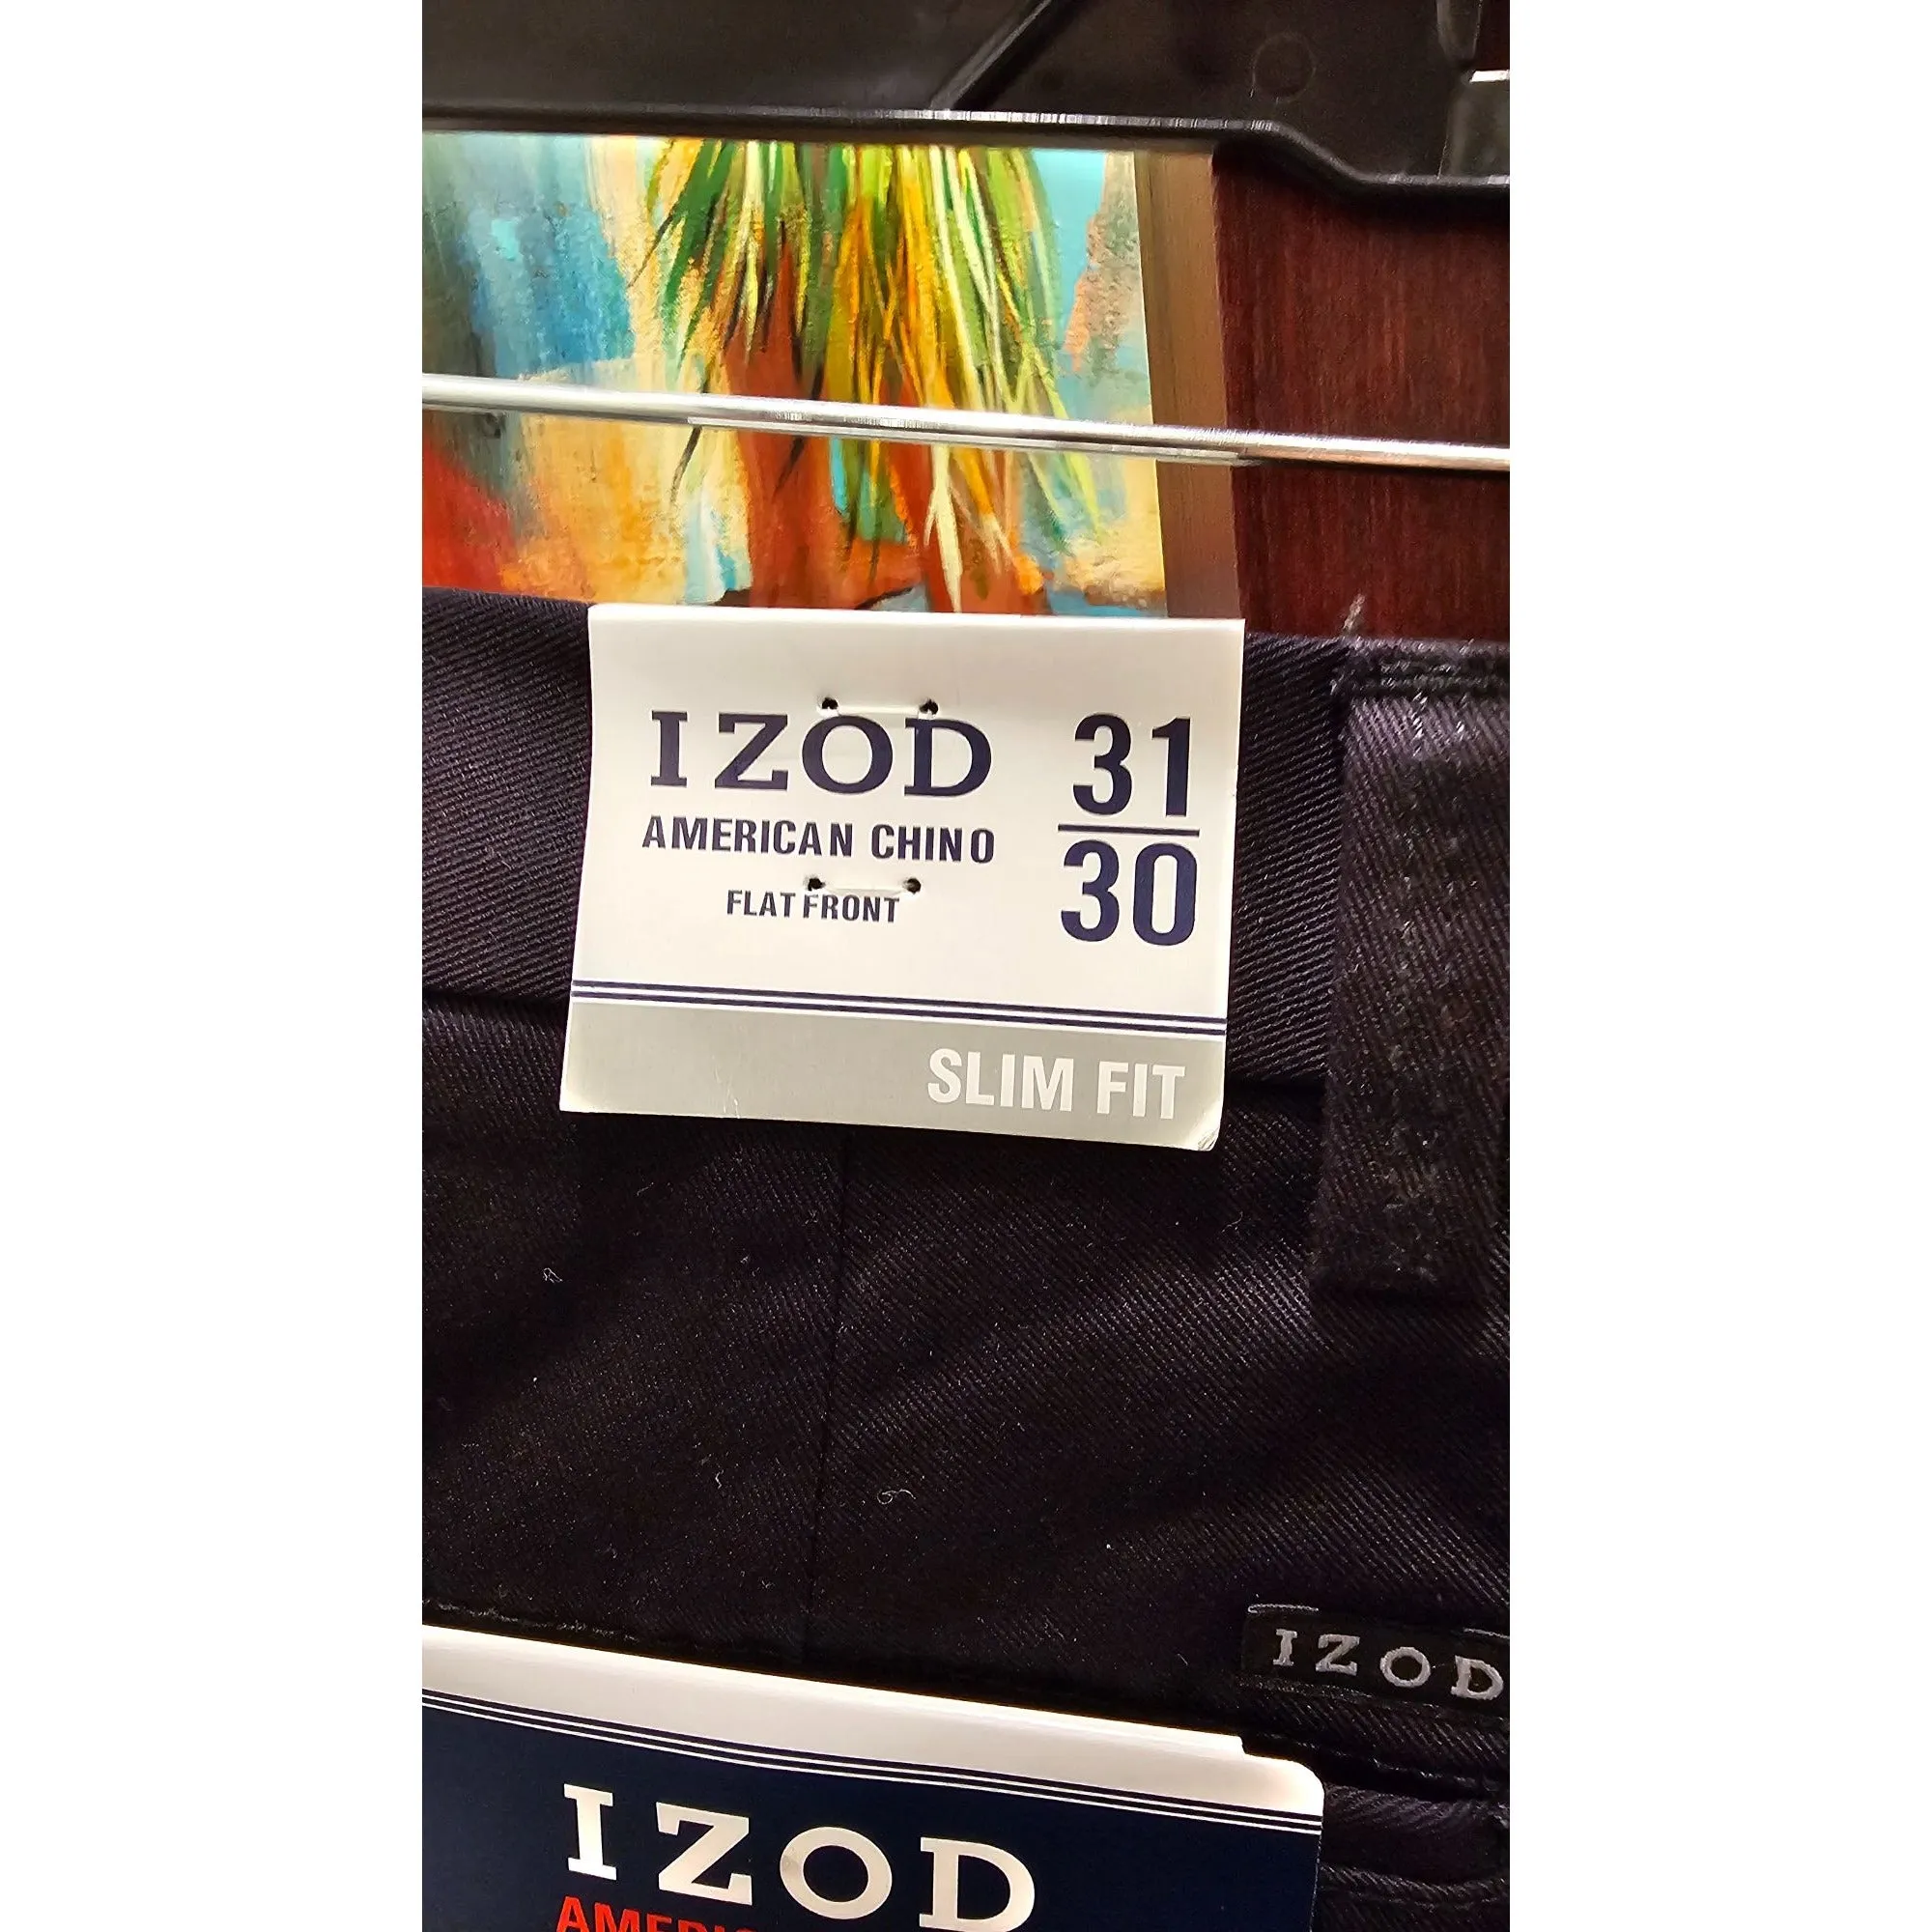 IZOD
AMERICAN CHINO
FLAT FRONT
31
30
SLIM FIT
IZOD
IZOD